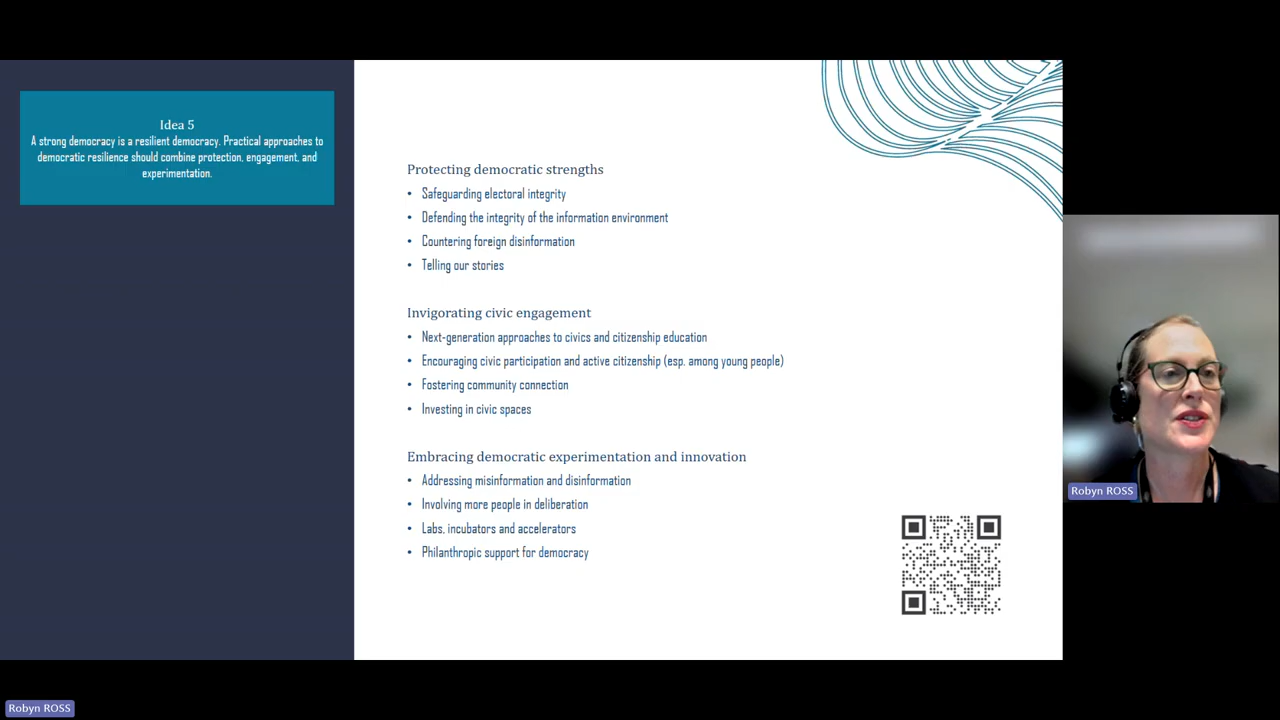 Idea 5
A strong democracy is a resilient democracy. Practical approaches to
democratic resilience should combine protection, engagement, and
experimentation.
Protecting democratic strengths
• Safeguarding electoral integrity
• Defending the integrity of the information environment
• Countering foreign disinformation
• Telling our stories
Invigorating civic engagement
• Next-generation approaches to civics and citizenship education
• Encouraging civic participation and active citizenship (esp. among young people)
• Fostering community connection
• Investing in civic spaces
Embracing democratic experimentation and innovation
• Addressing misinformation and disinformation
• Involving more people in deliberation
• Labs, incubators and accelerators
• Philanthropic support for democracy
Robyn ROSS
Robyn ROSS